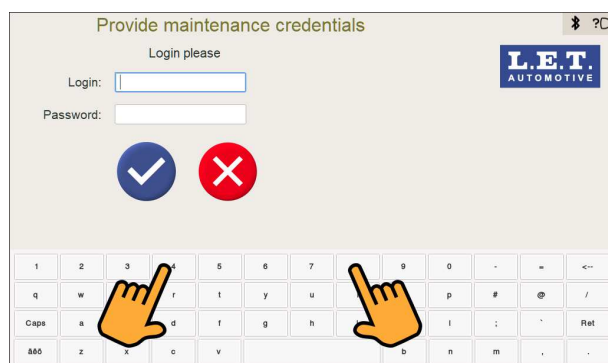 Provide maintenance credentials
?
Login please
L.E.T.
AUTOMOTIVE
Login:
Password:
1 2 3 4 5 6 7 9 0 - = <--
q w r t y u p # @ /
Caps a d f g h l ; ` Ret
âêô z x c v b n m , .